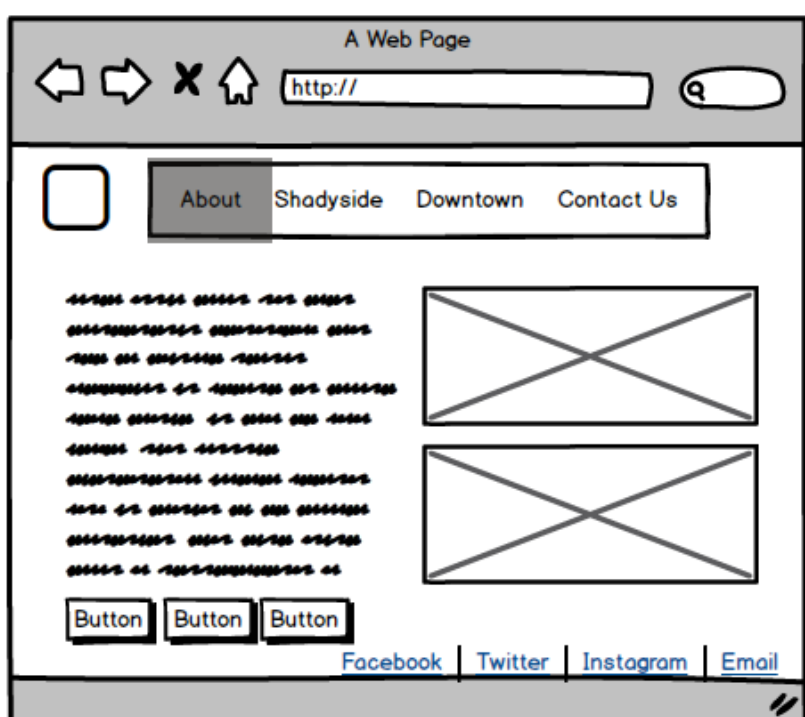 A Web Page
http://
About Shadyside Downtown Contact Us
Button Button Button
Facebook Twitter Instagram Email